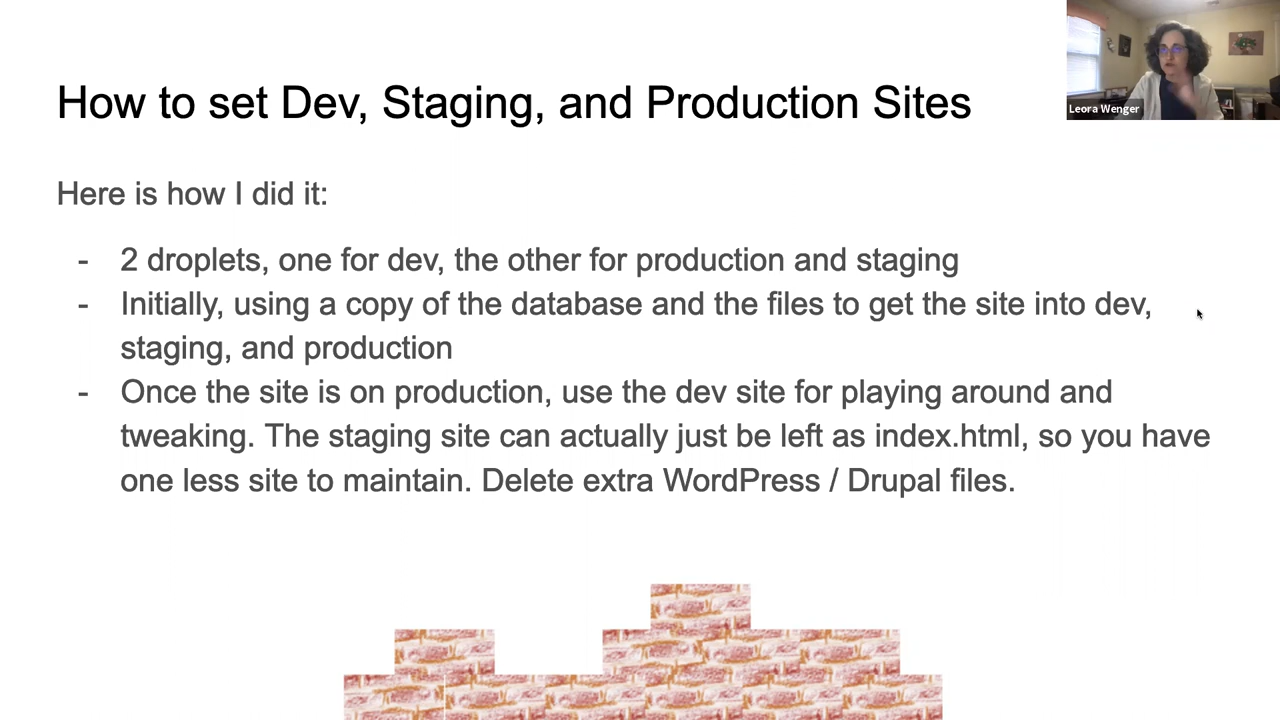 How to set Dev, Staging, and Production Sites
Leora Wenger
Here is how I did it:
- 2 droplets, one for dev, the other for production and staging
- Initially, using a copy of the database and the files to get the site into dev,
staging, and production
- Once the site is on production, use the dev site for playing around and
tweaking. The staging site can actually just be left as index.html, so you have
one less site to maintain. Delete extra WordPress / Drupal files.